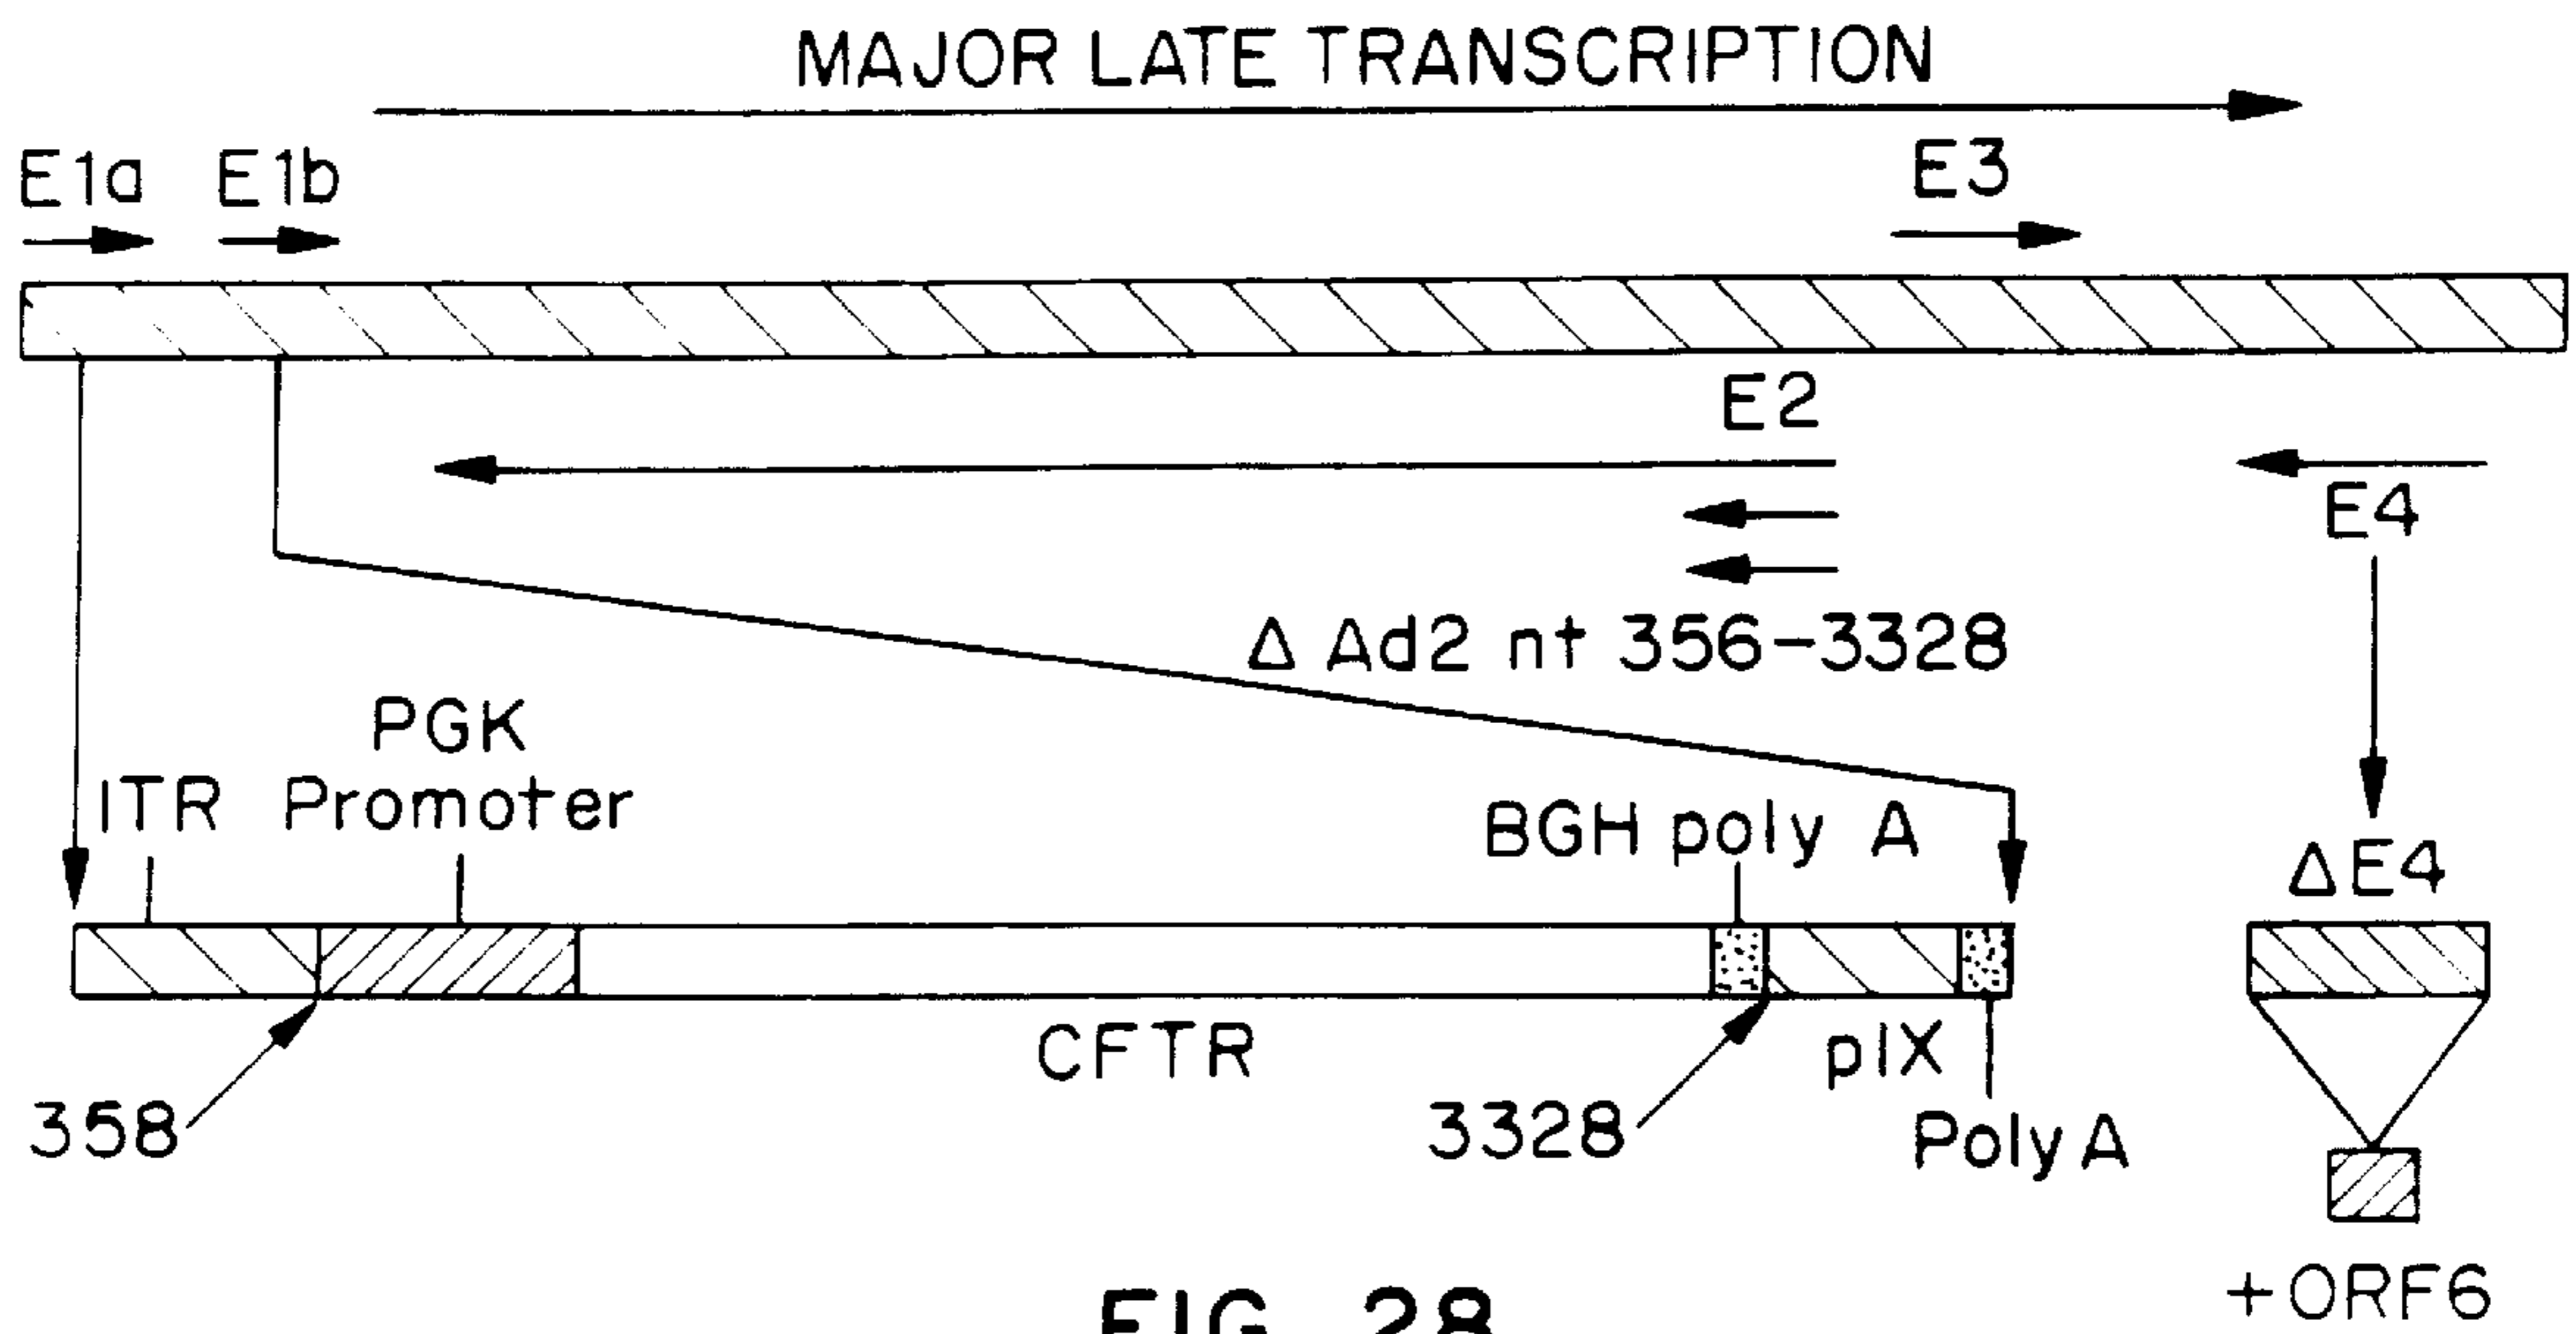 MAJOR LATE TRANSCRIPTION
E1a
E1b
E3
E2
E4
Δ Ad2 nt 356-3328
PGK
Promoter
ITR
BGH poly A
ΔE4
CFTR
pIX
358
3328
Poly A
+ORF6
FIG. 28